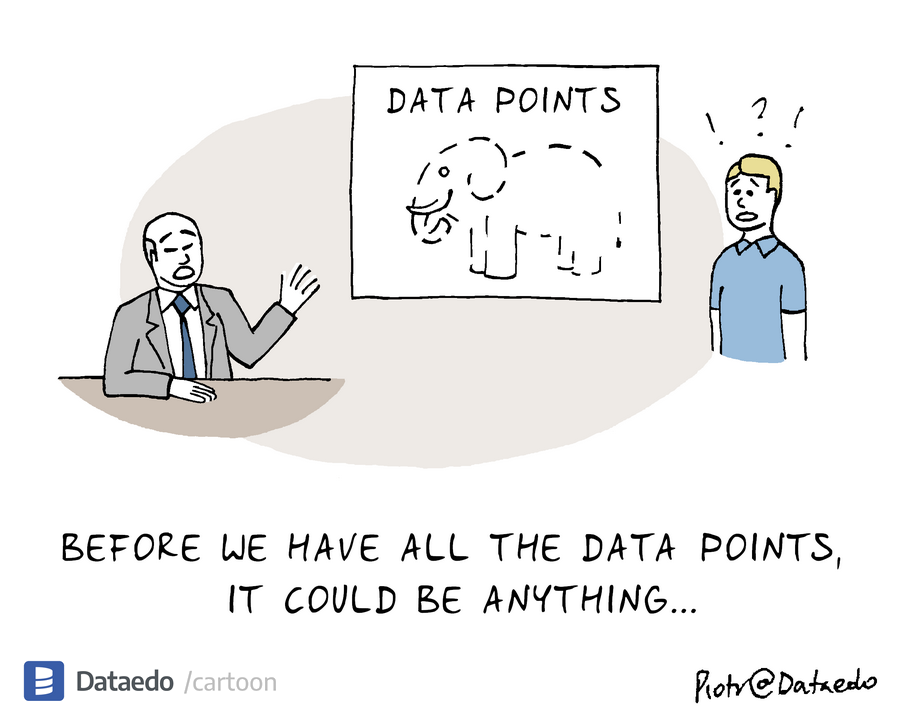 DATA POINTS
! ? !
BEFORE WE HAVE ALL THE DATA POINTS,
IT COULD BE ANYTHING...
Dataedo /cartoon
Piotr@Dataedo